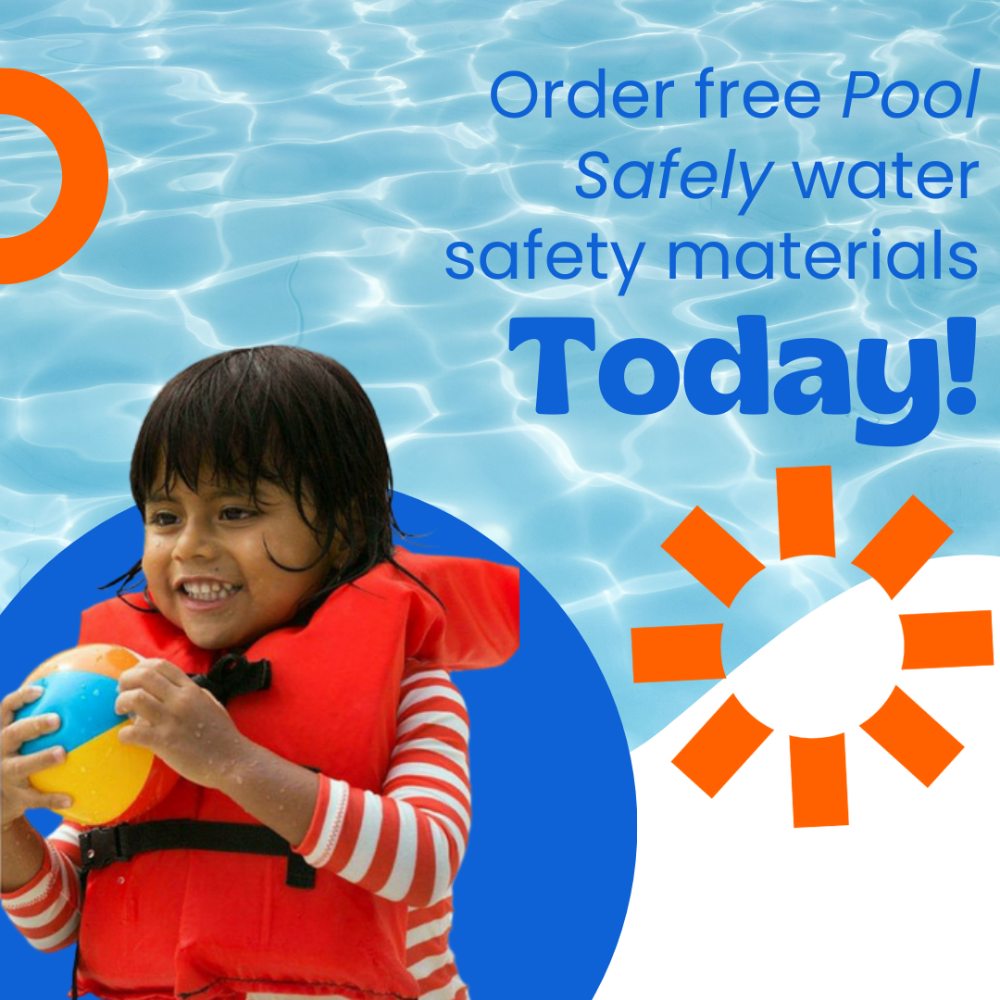 Order free Pool
Safely water
safety materials
Today!